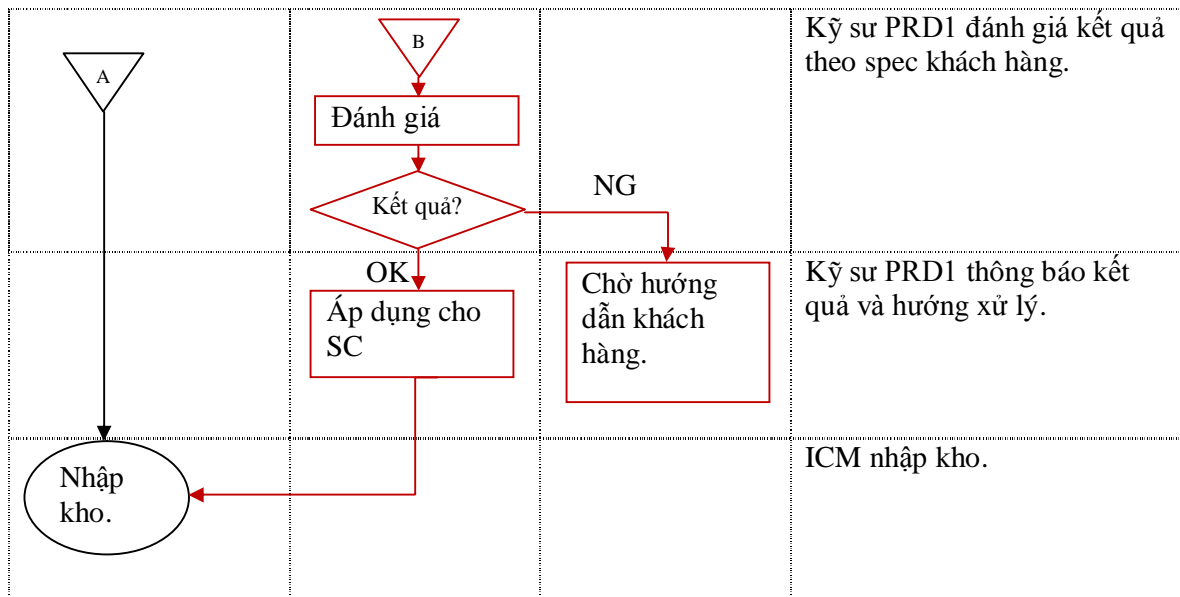 A
B
Kỹ sư PRD1 đánh giá kết quả
theo spec khách hàng.
Đánh giá
Kết quả?
NG
OK
Áp dụng cho
SC
Chờ hướng
dẫn khách
hàng.
Kỹ sư PRD1 thông báo kết
quả và hướng xử lý.
Nhập
kho.
ICM nhập kho.